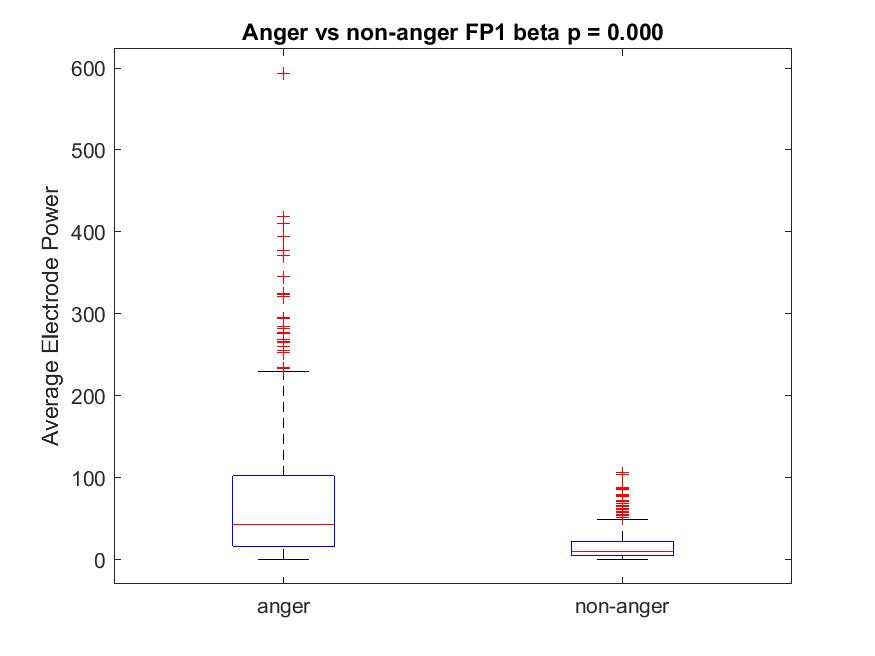 Anger vs non-anger FP1 beta p = 0.000
600
500
400
300
200
100
0
Average Electrode Power
anger
non-anger